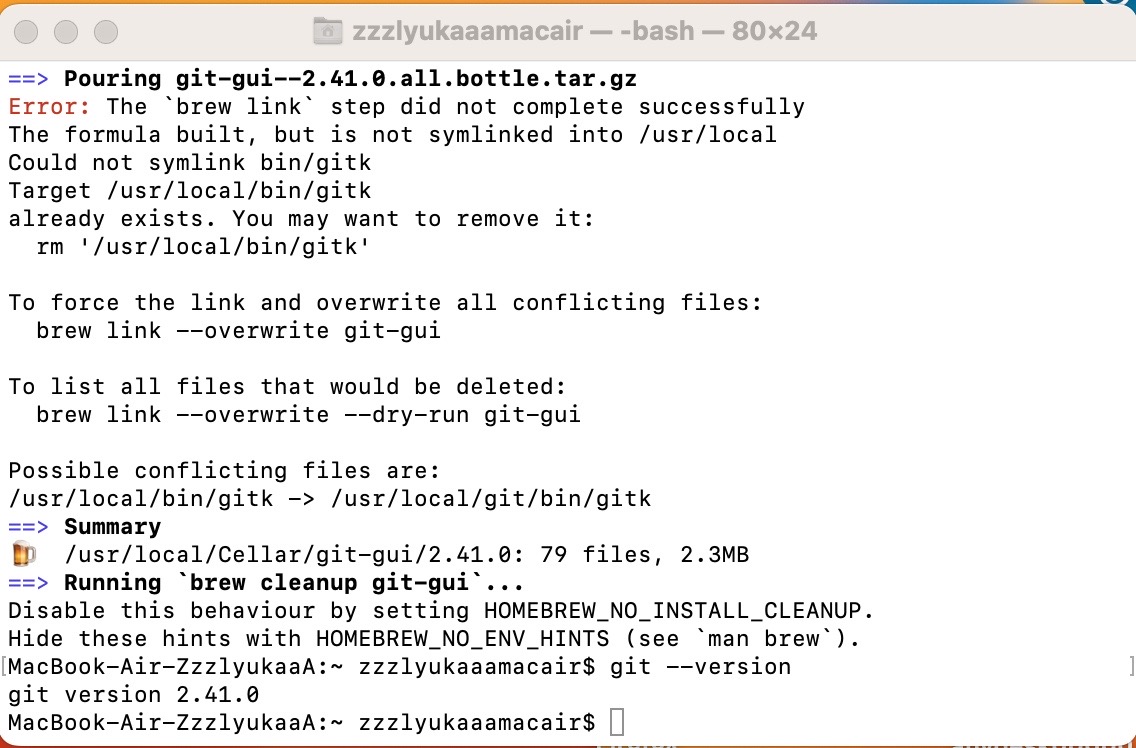 zzzlyukaaamacair — -bash — 80×24
==> Pouring git-gui--2.41.0.all.bottle.tar.gz
Error: The `brew link` step did not complete successfully
The formula built, but is not symlinked into /usr/local
Could not symlink bin/gitk
Target /usr/local/bin/gitk
already exists. You may want to remove it:
  rm '/usr/local/bin/gitk'

To force the link and overwrite all conflicting files:
  brew link --overwrite git-gui

To list all files that would be deleted:
  brew link --overwrite --dry-run git-gui

Possible conflicting files are:
/usr/local/bin/gitk -> /usr/local/git/bin/gitk
==> Summary
🍺  /usr/local/Cellar/git-gui/2.41.0: 79 files, 2.3MB
==> Running `brew cleanup git-gui`...
Disable this behaviour by setting HOMEBREW_NO_INSTALL_CLEANUP.
Hide these hints with HOMEBREW_NO_ENV_HINTS (see `man brew`).
[MacBook-Air-ZzzlyukaaA:~ zzzlyukaaamacair$ git --version ]
git version 2.41.0
MacBook-Air-ZzzlyukaaA:~ zzzlyukaaamacair$